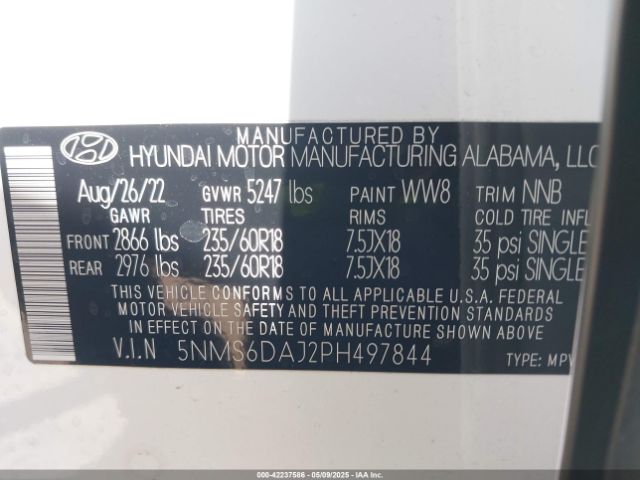 MANUFACTURED BY
HYUNDAI MOTOR MANUFACTURING ALABAMA, LLC
Aug/26/22 GVWR 5247 lbs PAINT WW8 TRIM NNB
GAWR TIRES RIMS COLD TIRE INFL
FRONT 2866 lbs 235/60R18 7.5JX18 35 psi SINGLE
REAR 2976 lbs 235/60R18 7.5JX18 35 psi SINGLE
THIS VEHICLE CONFORMS TO ALL APPLICABLE U.S.A. FEDERAL
MOTOR VEHICLE SAFETY AND THEFT PREVENTION STANDARDS
IN EFFECT ON THE DATE OF MANUFACTURE SHOWN ABOVE.
V.I.N 5NMS6DAJ2PH497844 TYPE: MPV
000-42237586 - 05/09/2025 - IAAI.COM